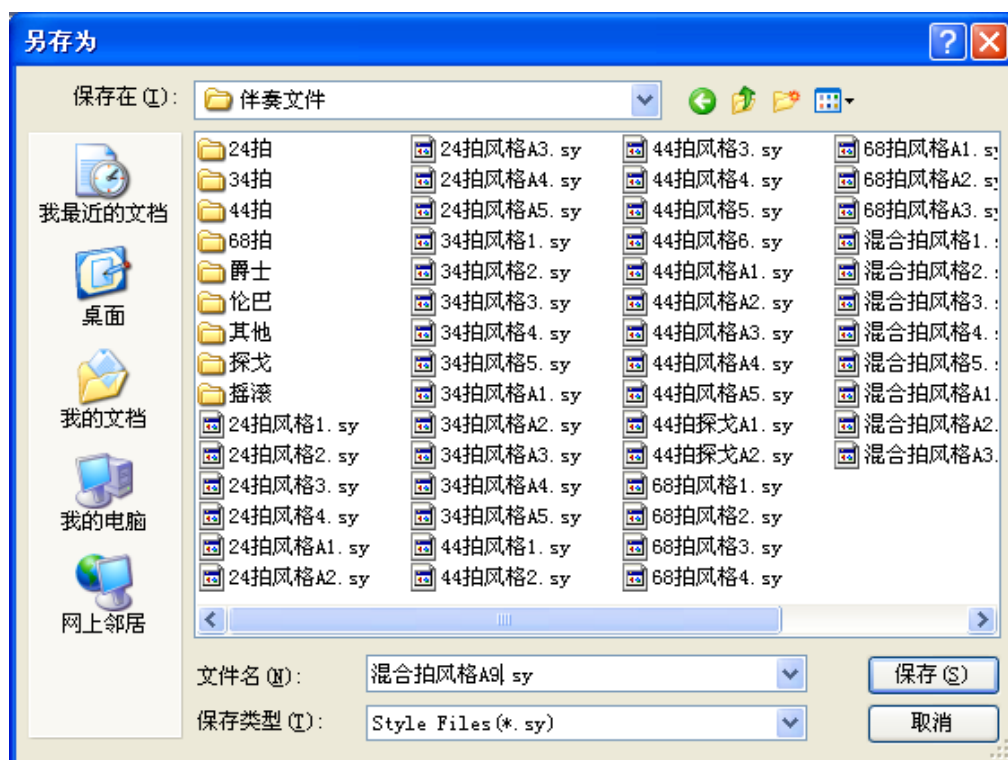 另存为
保存在(I):
伴奏文件
我最近的文档
桌面
我的文档
我的电脑
网上邻居
24拍
34拍
44拍
68拍
爵士
伦巴
其他
探戈
摇滚
24拍风格1.sy
24拍风格2.sy
24拍风格3.sy
24拍风格4.sy
24拍风格A1.sy
24拍风格A2.sy
24拍风格A3.sy
24拍风格A4.sy
24拍风格A5.sy
34拍风格1.sy
34拍风格2.sy
34拍风格3.sy
34拍风格4.sy
34拍风格5.sy
34拍风格A1.sy
34拍风格A2.sy
34拍风格A3.sy
34拍风格A4.sy
34拍风格A5.sy
44拍风格1.sy
44拍风格2.sy
44拍风格3.sy
44拍风格4.sy
44拍风格5.sy
44拍风格6.sy
44拍风格A1.sy
44拍风格A2.sy
44拍风格A3.sy
44拍风格A4.sy
44拍风格A5.sy
44拍探戈A1.sy
44拍探戈A2.sy
68拍风格1.sy
68拍风格2.sy
68拍风格3.sy
68拍风格4.sy
68拍风格A1.sy
68拍风格A2.sy
68拍风格A3.sy
混合拍风格1.
混合拍风格2.
混合拍风格3.
混合拍风格4.
混合拍风格5.
混合拍风格A1.
混合拍风格A2.
混合拍风格A3.
文件名(N):
混合拍风格A9.sy
保存(S)
保存类型(T):
Style Files(*.sy)
取消